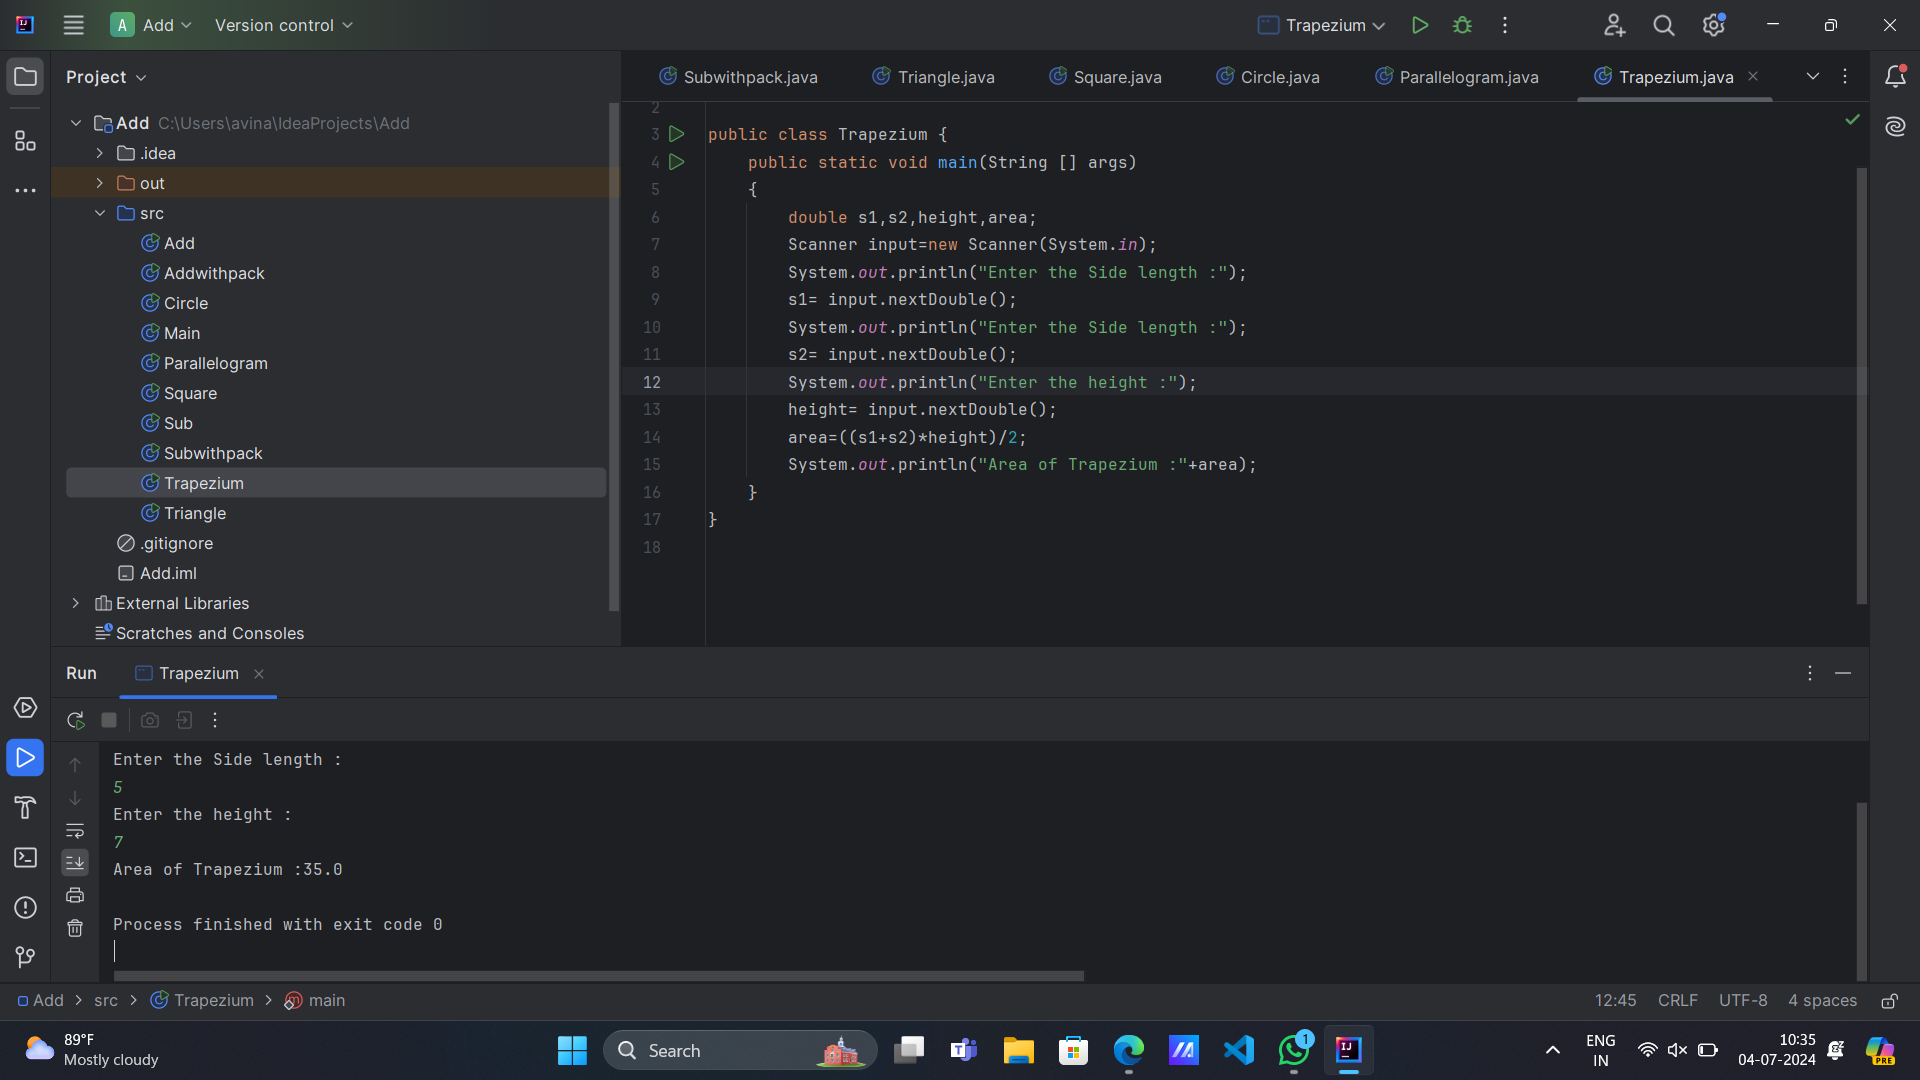 A Add Version control Trapezium
Project Subwithpack.java Triangle.java Square.java Circle.java Parallelogram.java Trapezium.java
Add C:\Users\avina\IdeaProjects\Add
.idea
out
src
Add
Addwithpack
Circle
Main
Parallelogram
Square
Sub
Subwithpack
Trapezium
Triangle
.gitignore
Add.iml
External Libraries
Scratches and Consoles
2
3 public class Trapezium {
4 public static void main(String [] args)
5 {
6 double s1,s2,height,area;
7 Scanner input=new Scanner(System.in);
8 System.out.println("Enter the Side length :");
9 s1= input.nextDouble();
10 System.out.println("Enter the Side length :");
11 s2= input.nextDouble();
12 System.out.println("Enter the height :");
13 height= input.nextDouble();
14 area=((s1+s2)*height)/2;
15 System.out.println("Area of Trapezium :"+area);
16 }
17 }
18
Run Trapezium
Enter the Side length :
5
Enter the height :
7
Area of Trapezium :35.0
Process finished with exit code 0
Add > src > Trapezium > main 12:45 CRLF UTF-8 4 spaces
89°F
Mostly cloudy
Search
1
ENG
IN
10:35
04-07-2024
PRE